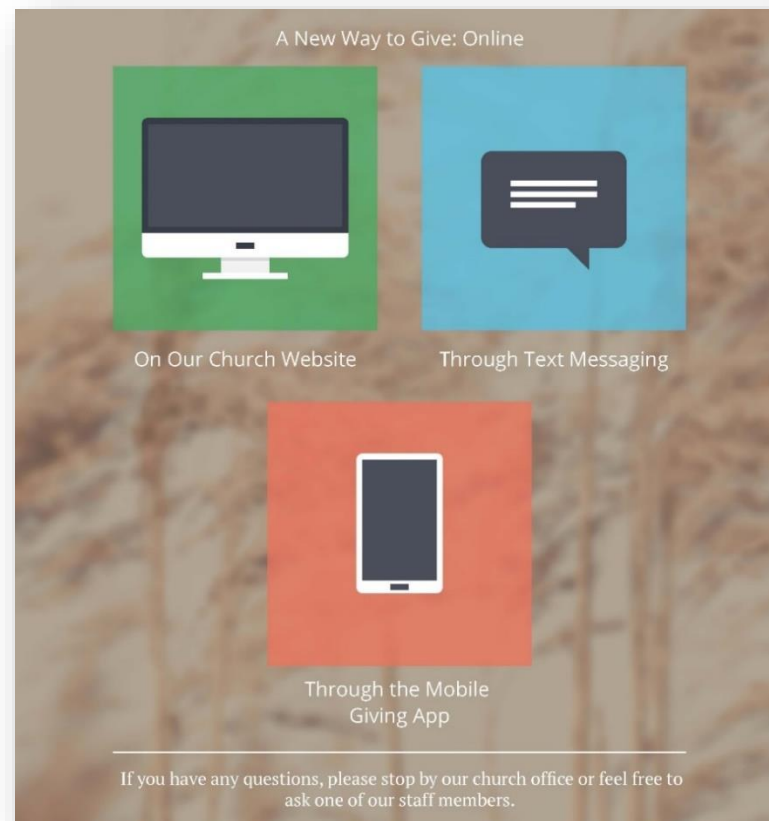 A New Way to Give: Online
On Our Church Website
Through Text Messaging
Through the Mobile
Giving App
If you have any questions, please stop by our church office or feel free to
ask one of our staff members.